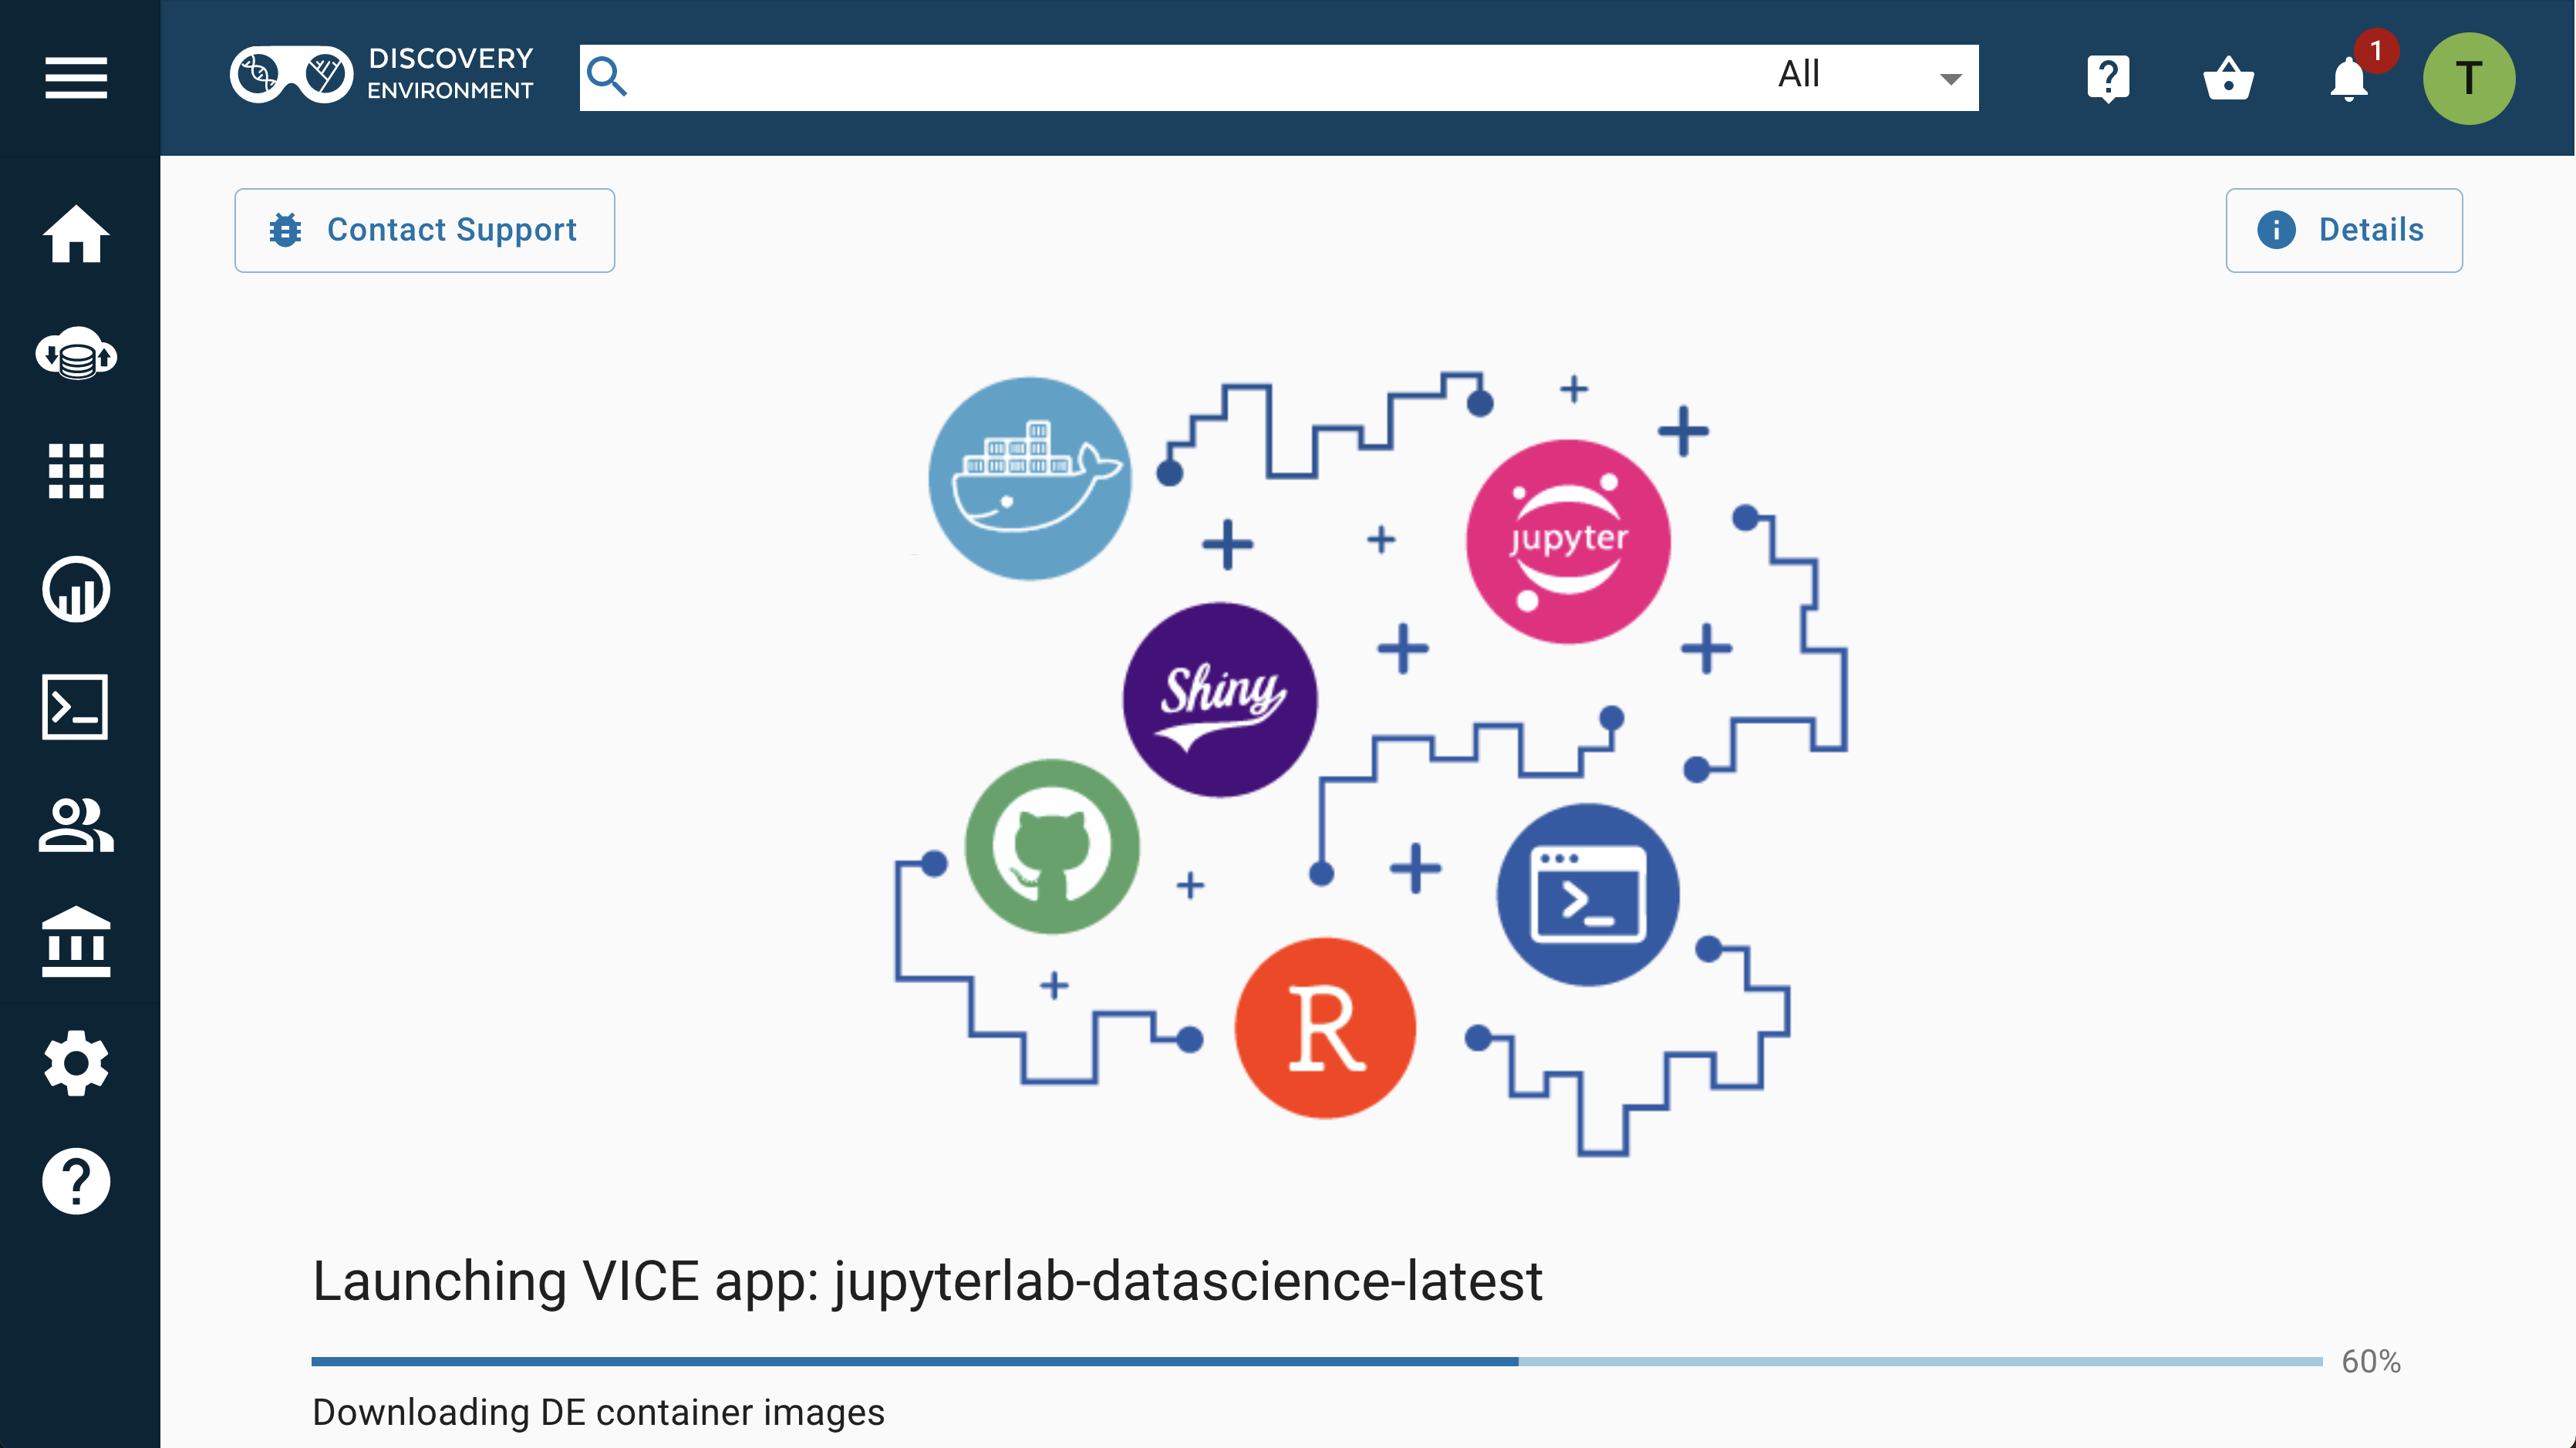 DISCOVERY
ENVIRONMENT
All
1
T
Contact Support
Details
jupyter
Shiny
R
Launching VICE app: jupyterlab-datascience-latest
60%
Downloading DE container images